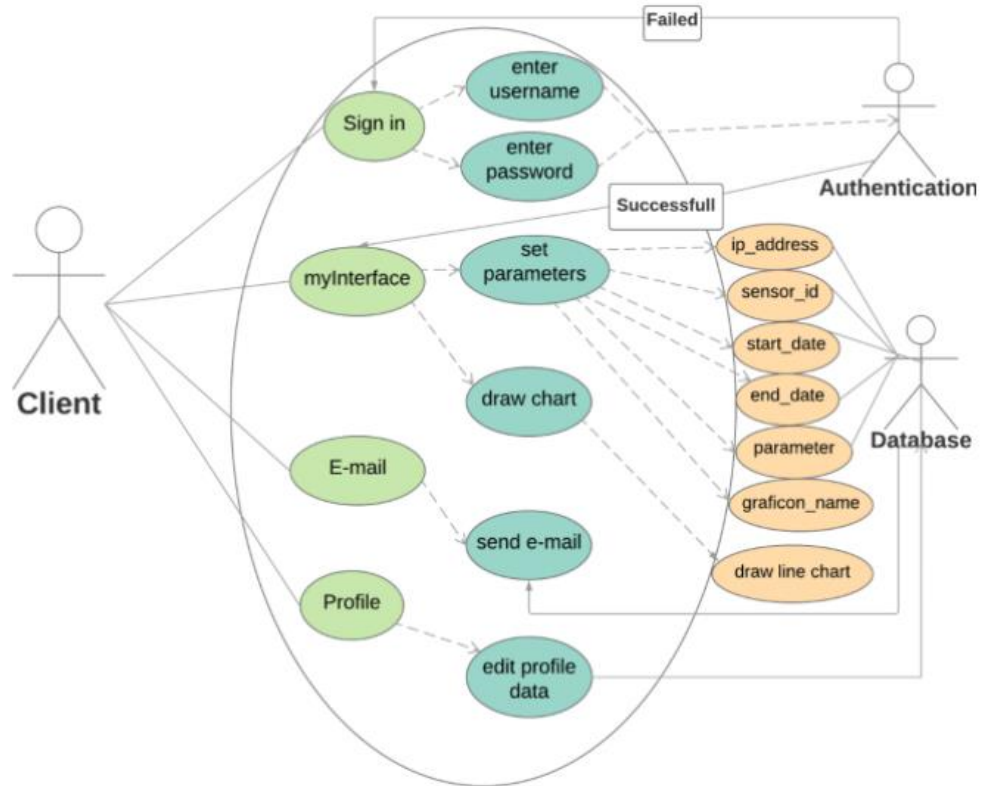 Failed
enter
username
Sign in
enter
password
Authentication
Successfull
ip_address
myInterface
set
parameters
sensor_id
start_date
end_date
Client
draw chart
Database
parameter
E-mail
graficon_name
send e-mail
draw line chart
Profile
edit profile
data